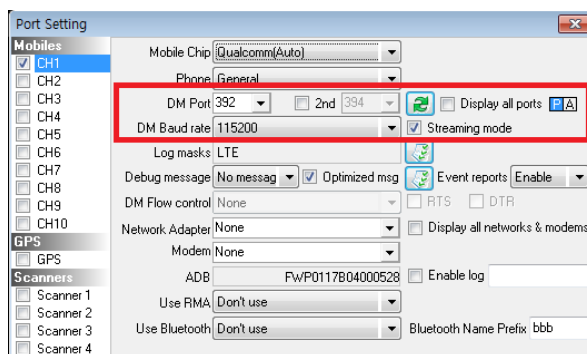 Port Setting
Mobiles
CH1
CH2
CH3
CH4
CH5
CH6
CH7
CH8
CH9
CH10
GPS
GPS
Scanners
Scanner 1
Scanner 2
Scanner 3
Scanner 4
Mobile Chip Qualcomm(Auto)
Phone General
DM Port 392 2nd 394 Display all ports P A
DM Baud rate 115200 Streaming mode
Log masks LTE
Debug message No messag Optimized msg Event reports Enable
DM Flow control None RTS DTR
Network Adapter None Display all networks & modems
Modem None
ADB FWP0117B04000528 Enable log
Use RMA Don't use
Use Bluetooth Don't use Bluetooth Name Prefix bbb